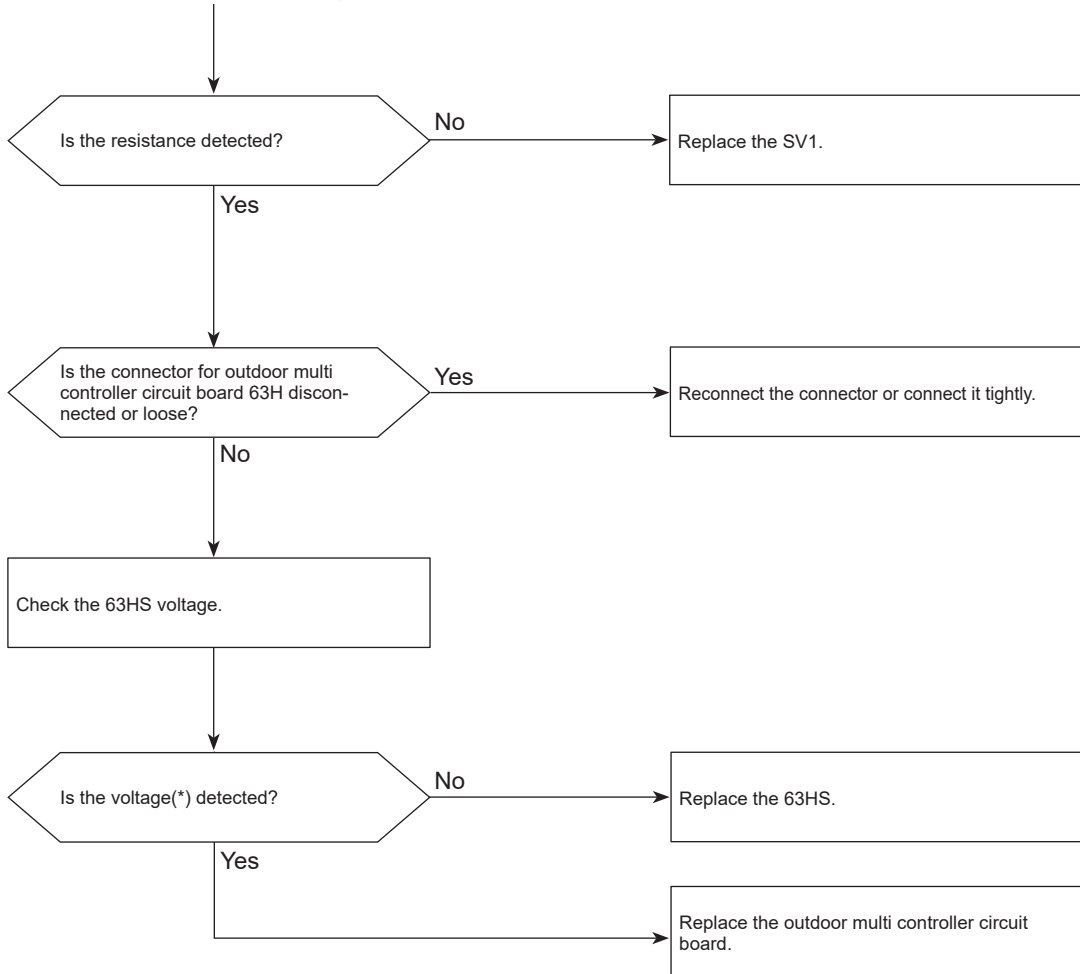 Is the resistance detected?
No
Replace the SV1.
Yes
Is the connector for outdoor multi
controller circuit board 63H discon-
nected or loose?
Yes
Reconnect the connector or connect it tightly.
No
Check the 63HS voltage.
Is the voltage(*) detected?
No
Replace the 63HS.
Yes
Replace the outdoor multi controller circuit
board.